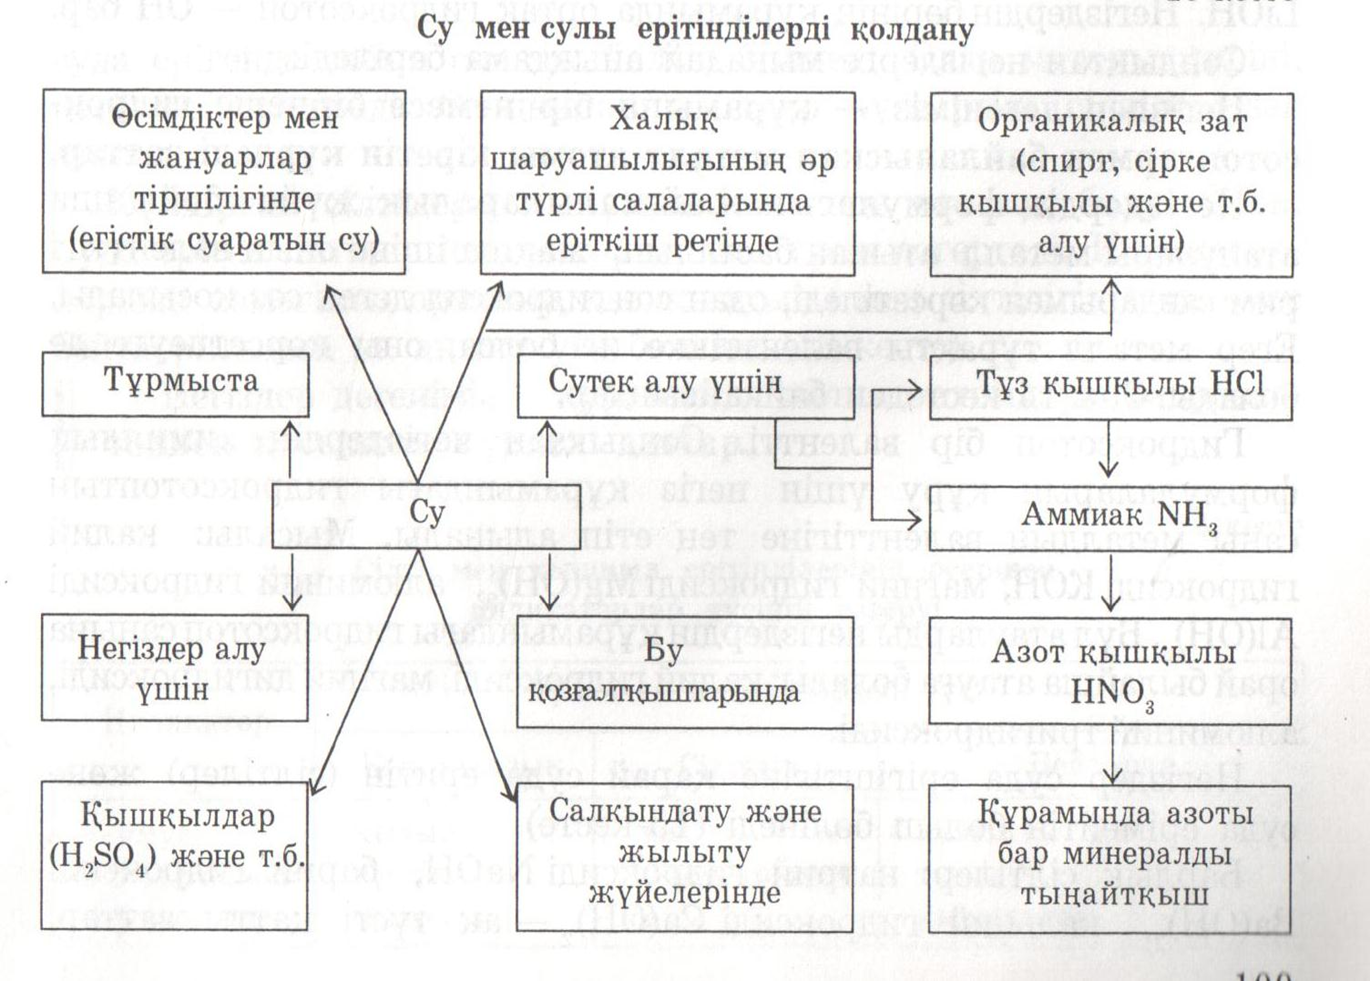 Су мен сулы ерітінділерді қолдану
Өсімдіктер мен
жануарлар
тіршілігінде
(егістік суаратын су)
Халық
шаруашылығының әр
түрлі салаларында
еріткіш ретінде
Органикалық зат
(спирт, сірке
қышқылы және т.б.
алу үшін)
Тұрмыста
Сутек алу үшін
Тұз қышқылы HCl
Су
Аммиак NH₃
Негіздер алу
үшін
Бу
қозғалтқыштарында
Азот қышқылы
HNO₃
Қышқылдар
(H₂SO₄) және т.б.
Салқындату және
жылыту
жүйелерінде
Құрамында азоты
бар минералды
тыңайтқыш